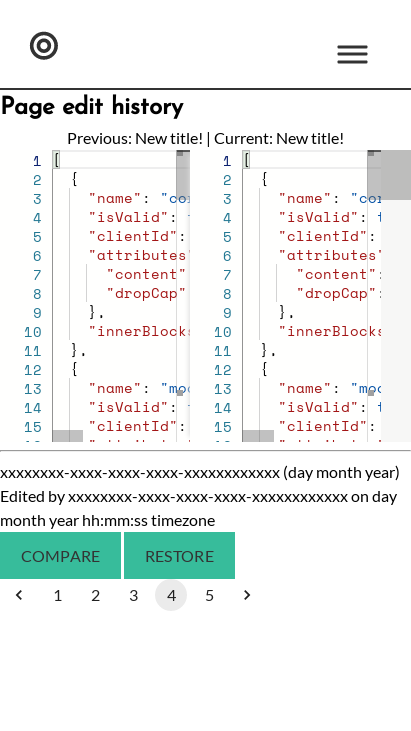 Page edit history
Previous: New title! | Current: New title!
1 [
2 {
3 "name": "cor
4 "isValid": t
5 "clientId":
6 "attributes"
7 "content"
8 "dropCap"
9 },
10 "innerBlocks
11 },
12 {
13 "name": "moc
14 "isValid": t
15 "clientId":
1 [
2 {
3 "name": "cor
4 "isValid": t
5 "clientId":
6 "attributes"
7 "content":
8 "dropCap":
9 },
10 "innerBlocks
11 },
12 {
13 "name": "moc
14 "isValid": t
15 "clientId":
xxxxxxxx-xxxx-xxxx-xxxx-xxxxxxxxxxxx (day month year)
Edited by xxxxxxxx-xxxx-xxxx-xxxx-xxxxxxxxxxxx on day
month year hh:mm:ss timezone
COMPARE RESTORE
1 2 3 4 5